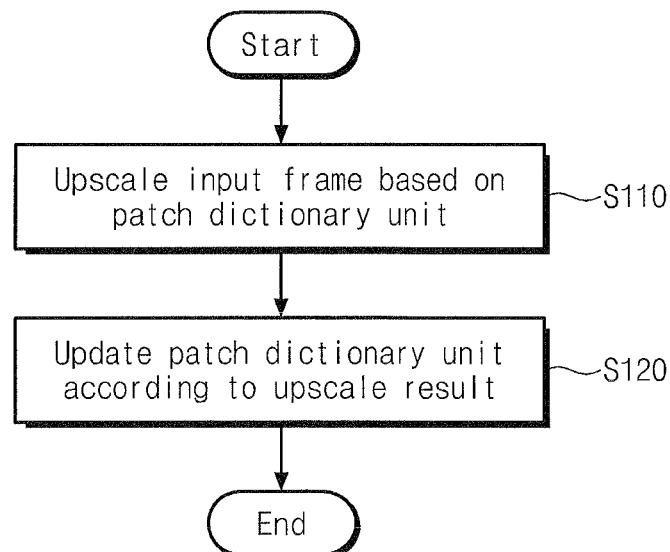 Start
Upscale input frame based on
patch dictionary unit
S110
Update patch dictionary unit
according to upscale result
S120
End